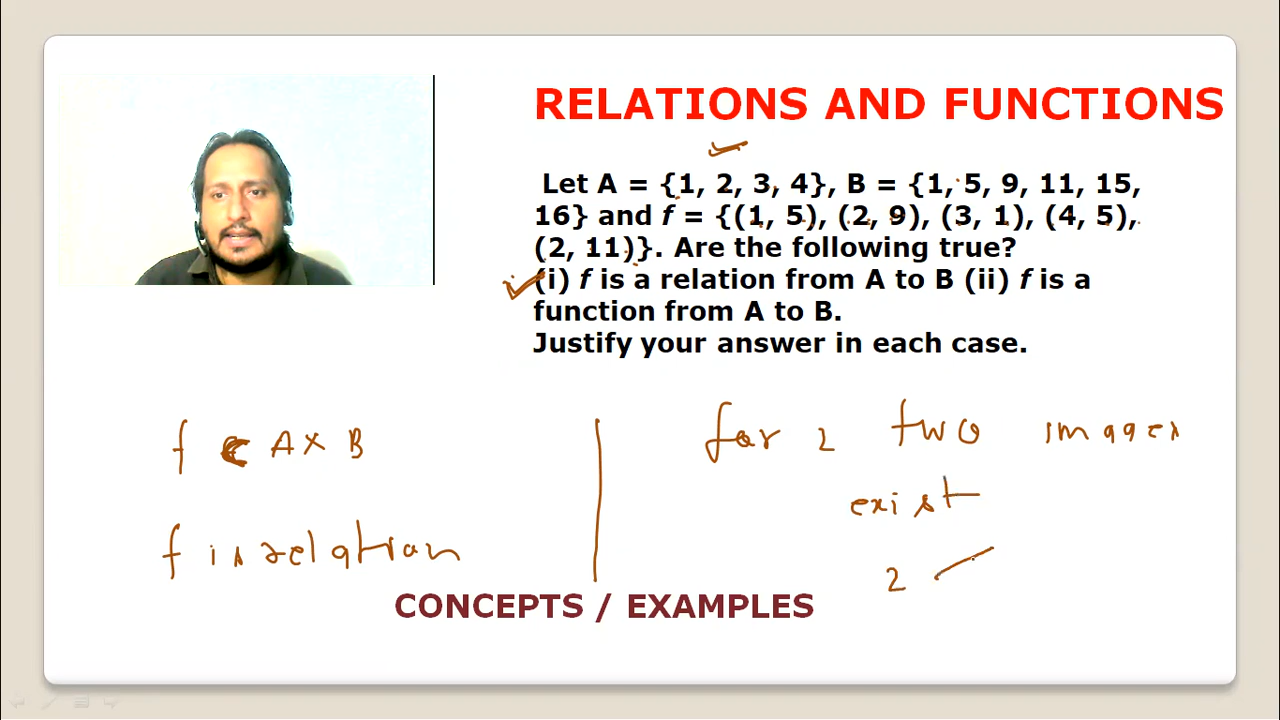 RELATIONS AND FUNCTIONS
Let A = {1, 2, 3, 4}, B = {1, 5, 9, 11, 15,
16} and f = {(1, 5), (2, 9), (3, 1), (4, 5),
(2, 11)}. Are the following true?
(i) f is a relation from A to B (ii) f is a
function from A to B.
Justify your answer in each case.
f ⊂ A × B
f is relation
for 2 two images
exist
2
CONCEPTS / EXAMPLES